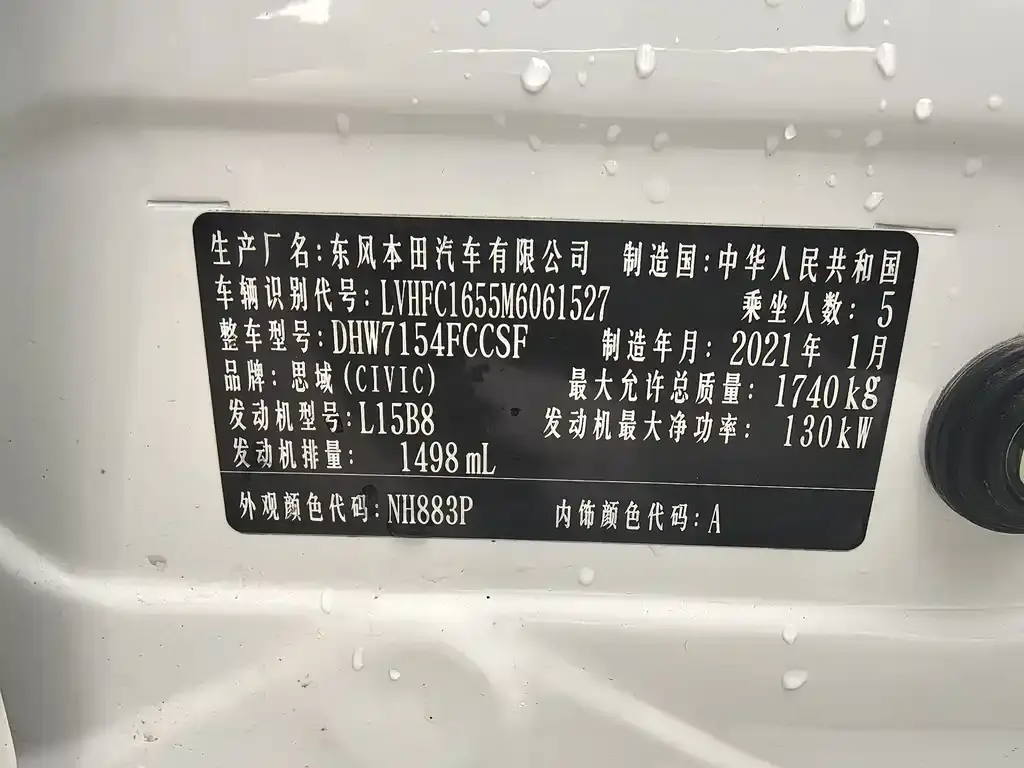 生产厂名:东风本田汽车有限公司 制造国:中华人民共和国
车辆识别代号:LVHFC1655M6061527 乘坐人数:5
整车型号:DHW7154FCCSF 制造年月:2021年 1月
品牌:思域(CIVIC) 最大允许总质量: 1740kg
发动机型号:L15B8 发动机最大净功率: 130kW
发动机排量: 1498mL
外观颜色代码:NH883P 内饰颜色代码:A